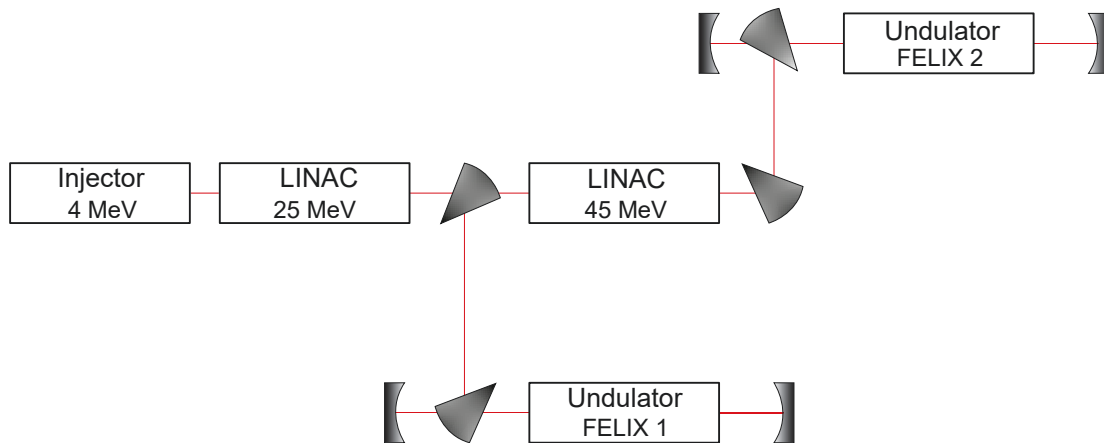 Undulator
FELIX 2
Injector
4 MeV
LINAC
25 MeV
LINAC
45 MeV
Undulator
FELIX 1